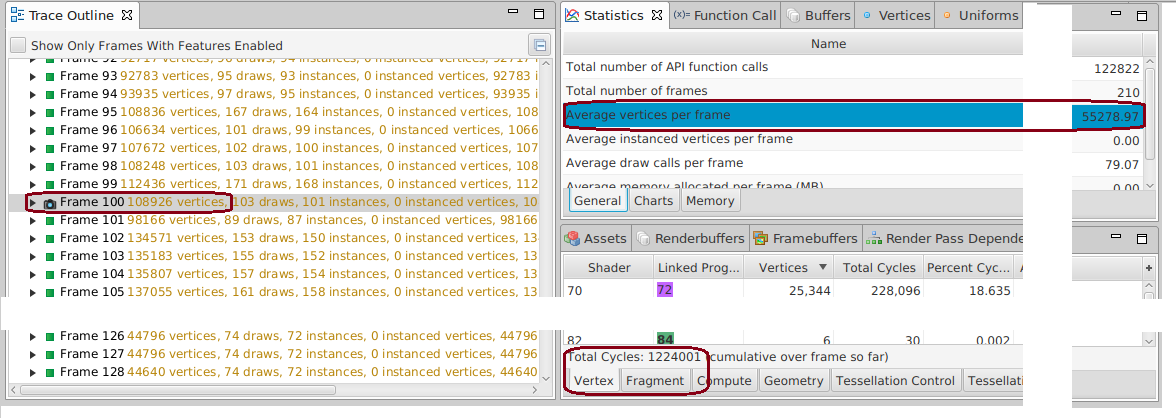 Trace Outline
Show Only Frames With Features Enabled
Frame 93 92783 vertices, 95 draws, 93 instances, 0 instanced vertices, 92783 i
Frame 94 93935 vertices, 97 draws, 95 instances, 0 instanced vertices, 93935 i
Frame 95 108836 vertices, 167 draws, 164 instances, 0 instanced vertices, 108
Frame 96 106634 vertices, 101 draws, 99 instances, 0 instanced vertices, 1066
Frame 97 107672 vertices, 102 draws, 100 instances, 0 instanced vertices, 107
Frame 98 108248 vertices, 103 draws, 101 instances, 0 instanced vertices, 108
Frame 99 112436 vertices, 171 draws, 168 instances, 0 instanced vertices, 112
Frame 100 108926 vertices, 103 draws, 101 instances, 0 instanced vertices, 10
Frame 101 98166 vertices, 89 draws, 87 instances, 0 instanced vertices, 98166
Frame 102 134571 vertices, 153 draws, 150 instances, 0 instanced vertices, 13
Frame 103 135183 vertices, 155 draws, 152 instances, 0 instanced vertices, 13
Frame 104 135807 vertices, 157 draws, 154 instances, 0 instanced vertices, 13
Frame 105 137055 vertices, 161 draws, 158 instances, 0 instanced vertices, 13
Frame 126 44796 vertices, 74 draws, 72 instances, 0 instanced vertices, 44796
Frame 127 44796 vertices, 74 draws, 72 instances, 0 instanced vertices, 44796
Frame 128 44640 vertices, 74 draws, 72 instances, 0 instanced vertices, 44640
Statistics (x)= Function Call Buffers Vertices Uniforms
Name
Total number of API function calls 122822
Total number of frames 210
Average vertices per frame 55278.97
Average instanced vertices per frame 0.00
Average draw calls per frame 79.07
Average memory allocated per frame (MB) 0.00
General Charts Memory
Assets Renderbuffers Framebuffers Render Pass Depende
Shader Linked Prog... Vertices Total Cycles Percent Cyc... A
70 72 25,344 228,096 18.635
82 84 6 30 0.002
Total Cycles: 1224001 (cumulative over frame so far)
Vertex Fragment Compute Geometry Tessellation Control Tessellati